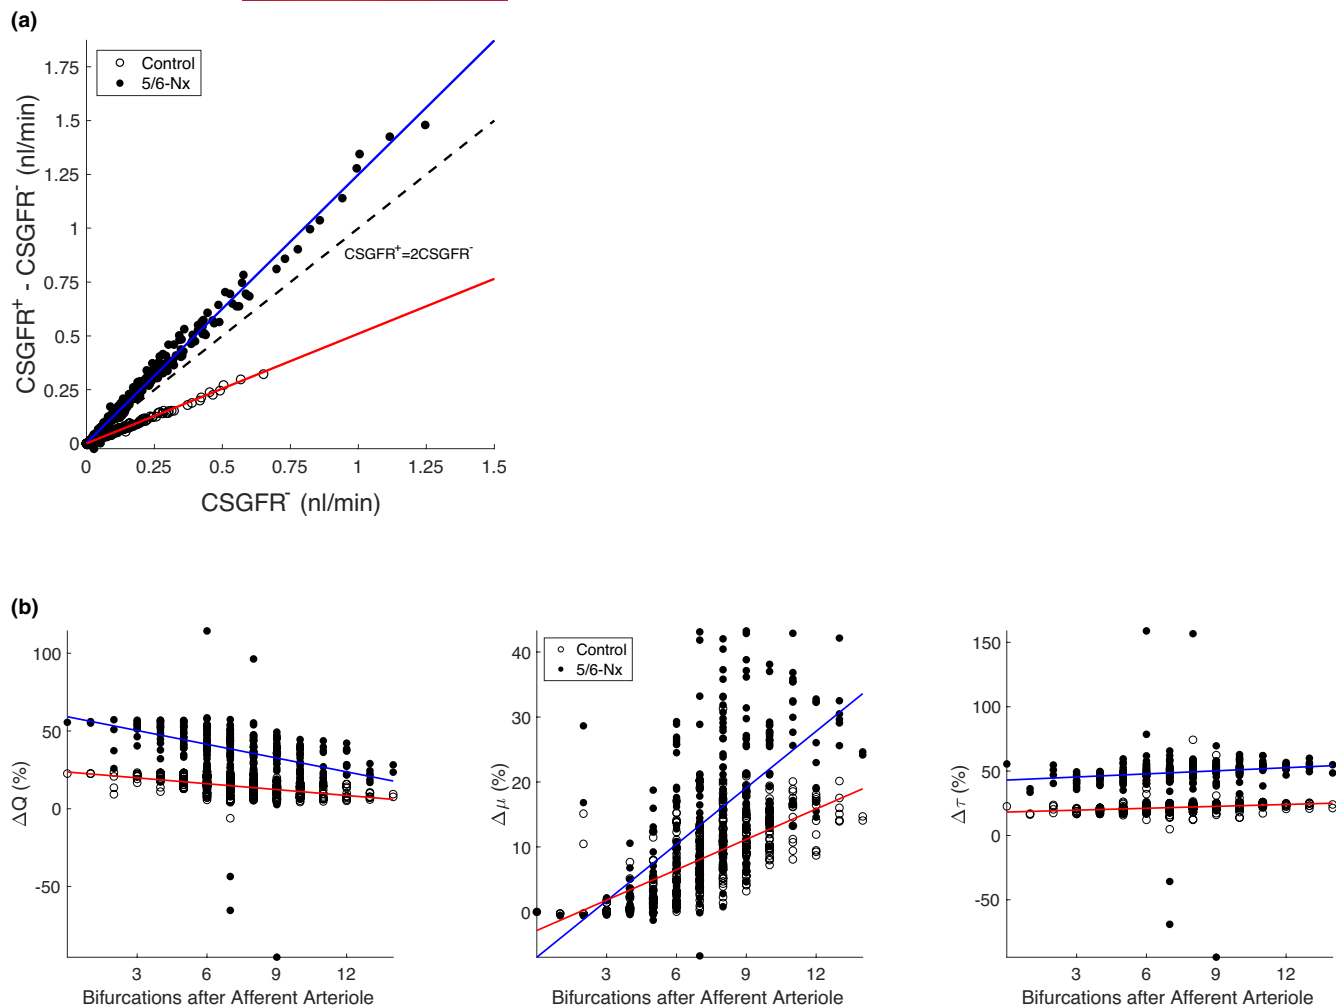 (a)
Control
5/6-Nx
1.75
1.5
1.25
1
0.75
0.5
0.25
0
CSGFR⁺ - CSGFR⁻ (nl/min)
CSGFR⁺=2CSGFR⁻
0 0.25 0.5 0.75 1 1.25 1.5
CSGFR⁻ (nl/min)
(b)
100
50
0
-50
ΔQ (%)
3 6 9 12
Bifurcations after Afferent Arteriole
Control
5/6-Nx
40
30
20
10
0
Δμ (%)
3 6 9 12
Bifurcations after Afferent Arteriole
150
100
50
0
-50
Δτ (%)
3 6 9 12
Bifurcations after Afferent Arteriole